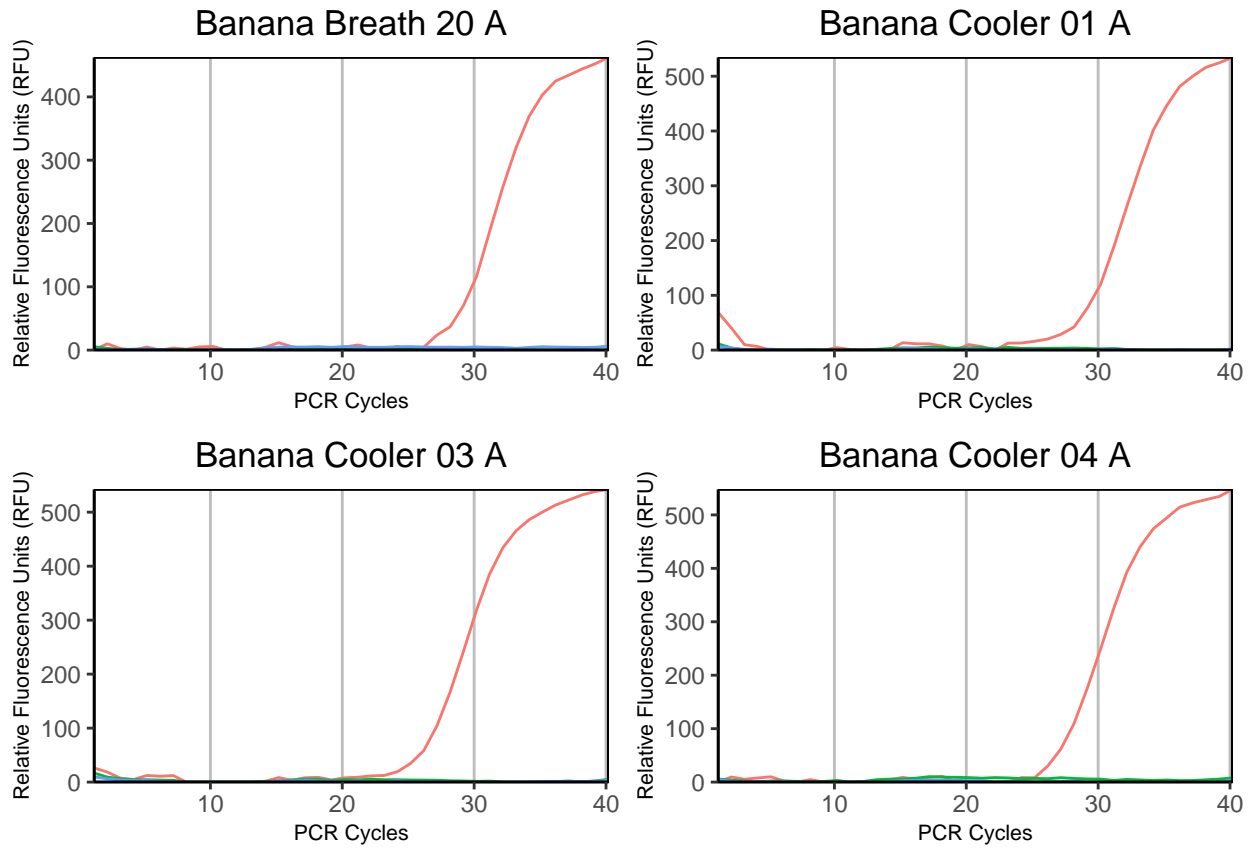 Banana Breath 20 A
Relative Fluorescence Units (RFU)
400
300
200
100
0
10 20 30 40
PCR Cycles
Banana Cooler 01 A
Relative Fluorescence Units (RFU)
500
400
300
200
100
0
10 20 30 40
PCR Cycles
Banana Cooler 03 A
Relative Fluorescence Units (RFU)
500
400
300
200
100
0
10 20 30 40
PCR Cycles
Banana Cooler 04 A
Relative Fluorescence Units (RFU)
500
400
300
200
100
0
10 20 30 40
PCR Cycles